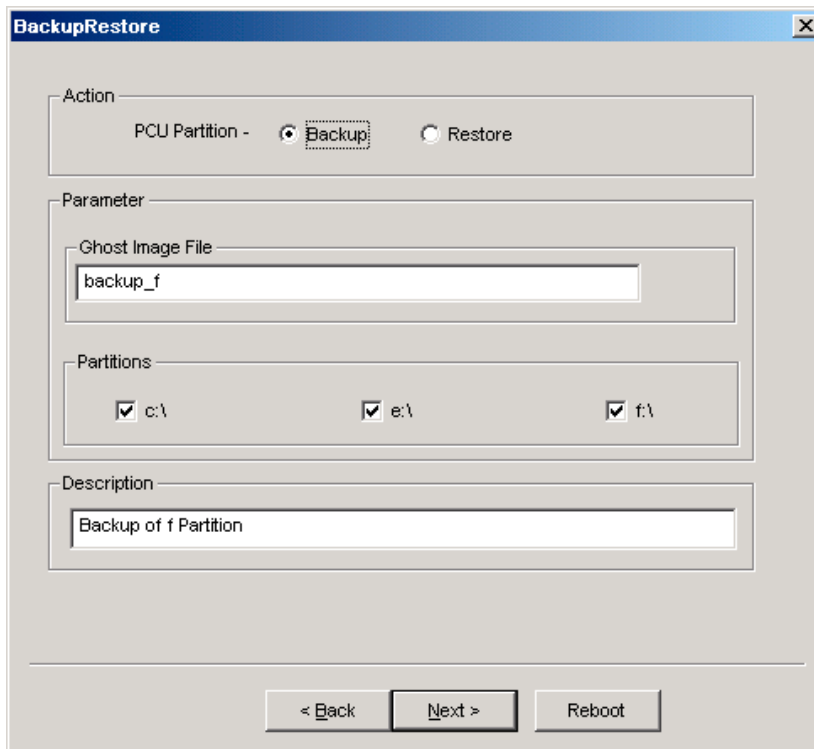 BackupRestore
Action
PCU Partition - Backup Restore
Parameter
Ghost Image File
backup_f
Partitions
c:\ e:\ f:\
Description
Backup of f Partition
< Back Next > Reboot